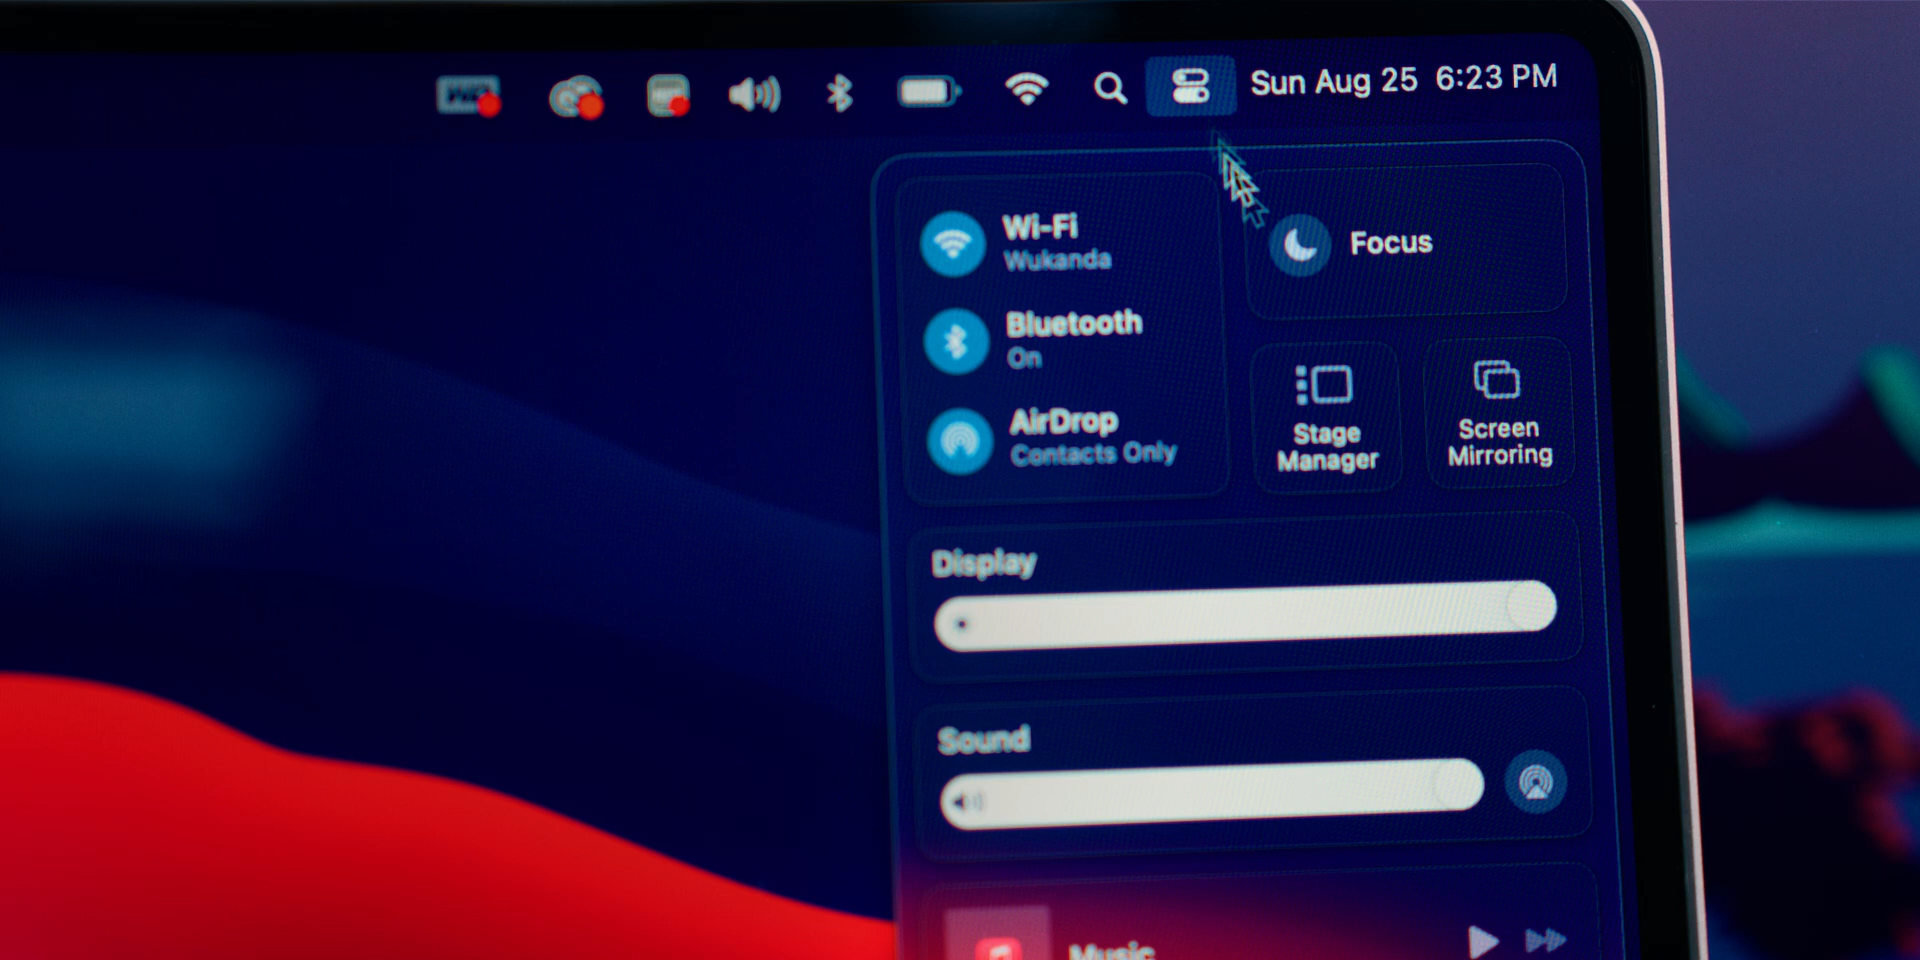 Sun Aug 25 6:23 PM
Wi-Fi
Wukanda
Focus
Bluetooth
On
AirDrop
Contacts Only
Stage
Manager
Screen
Mirroring
Display
Sound
Music